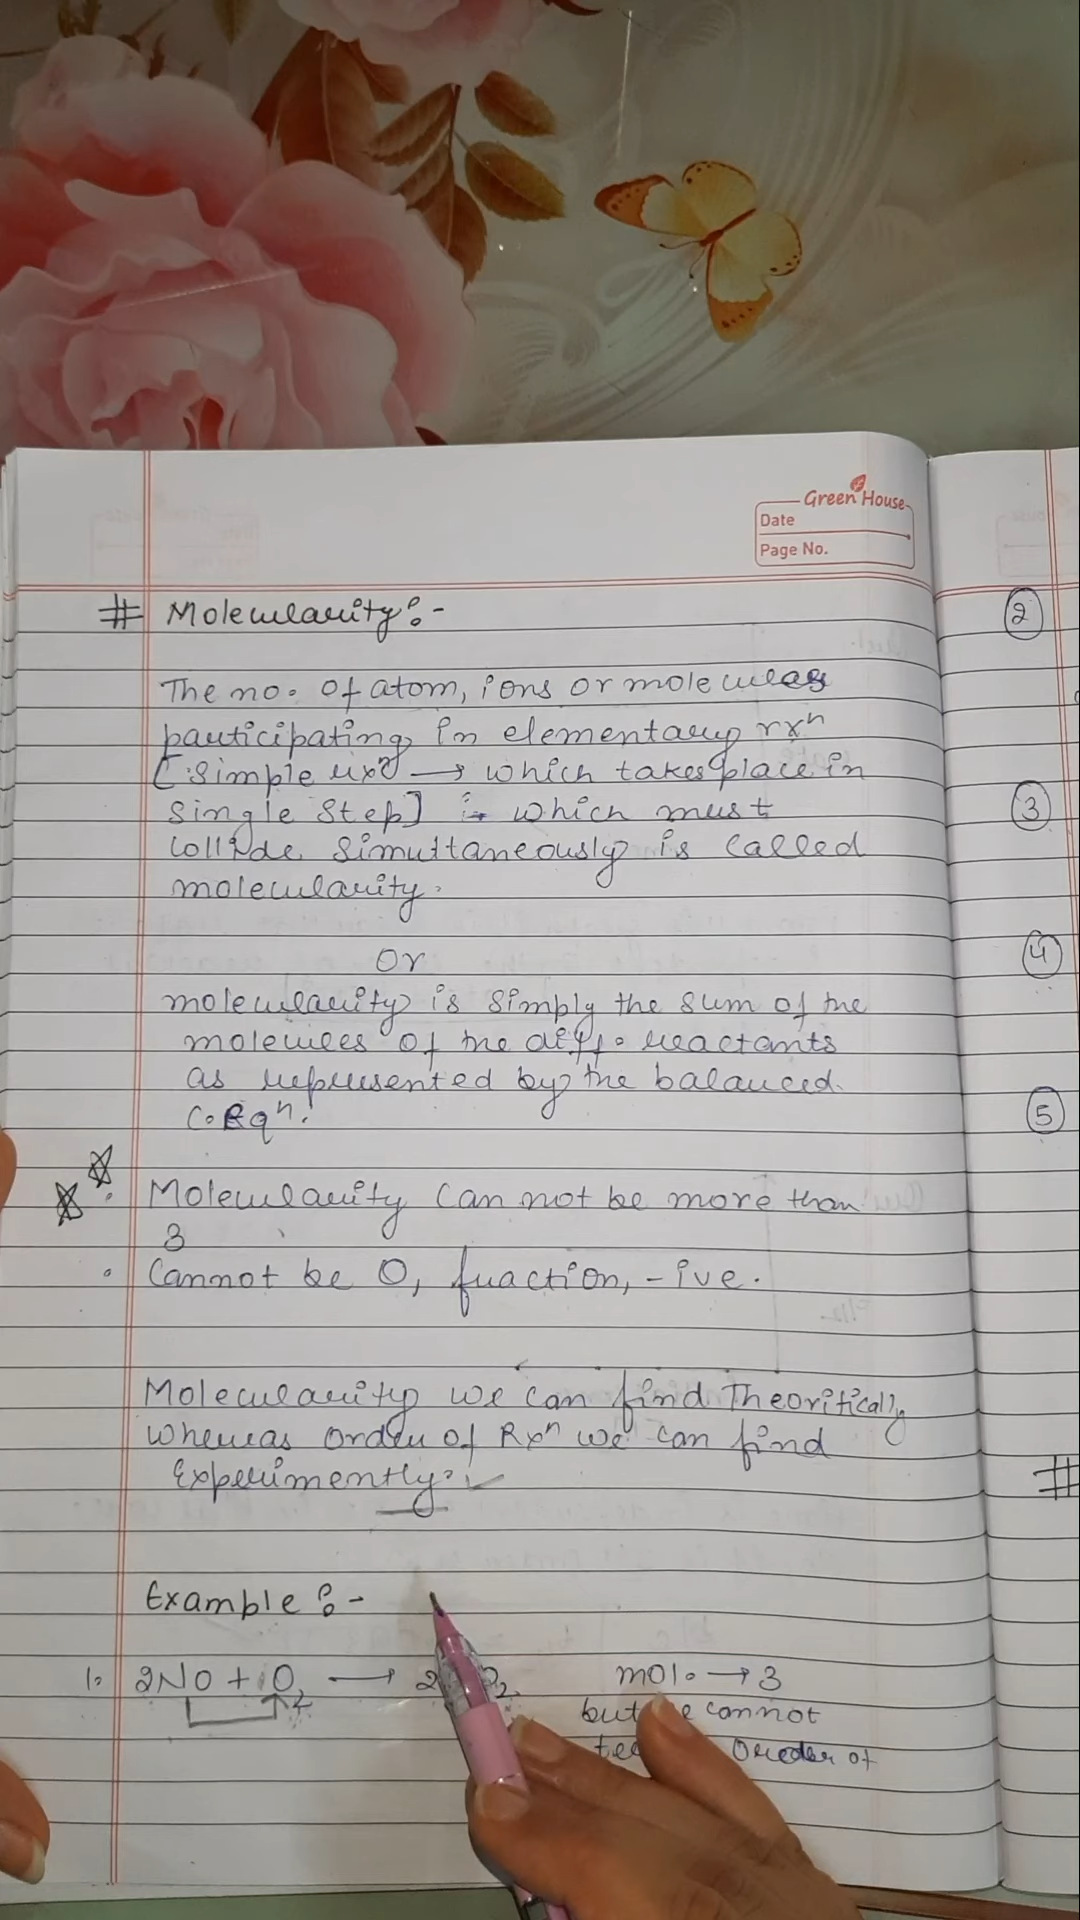 Green House
Date
Page No.
# Molecularity :-
The no. of atom, ions or molecules
participating in elementary rxⁿ
[Simple rxⁿ → which takes place in
Single Step] which must
collide simultaneously is called
molecularity.
Or
molecularity is simply the sum of the
molecules of the diff. reactants
as represented by the balanced
C. Eqⁿ.
Molecularity can not be more than
3
Cannot be 0, fraction, -ive.
Molecularity we can find Theoritically
whereas order of Rxⁿ we can find
Experimently.
Example :-
1. 2NO + O₂ → 2 mol. → 3
but cannot
order of
2
3
4
5
#